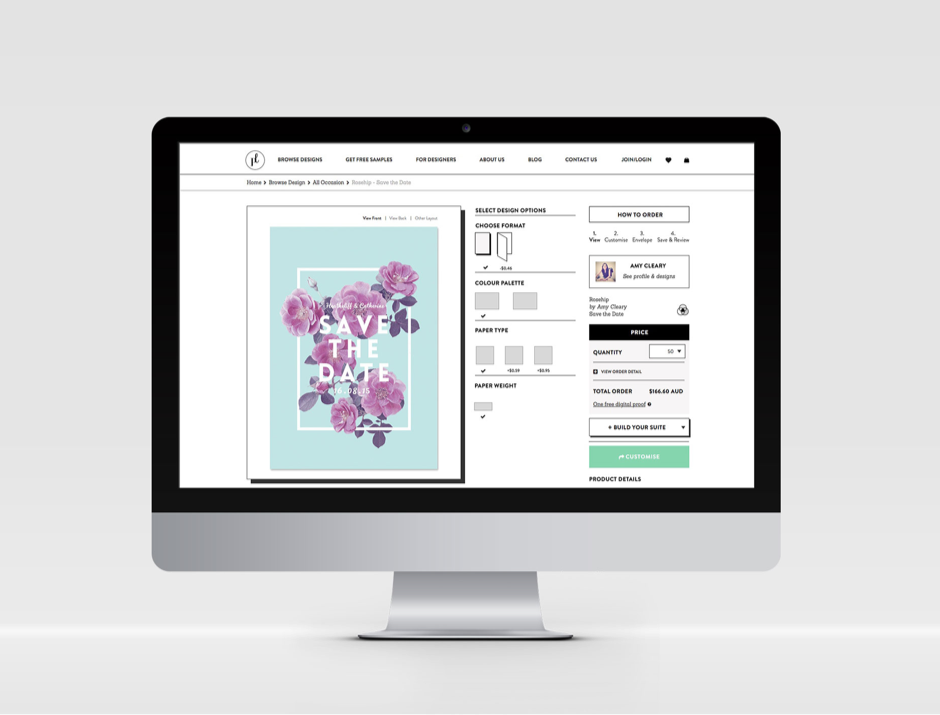 BROWSE DESIGNS
GET FREE SAMPLES
FOR DESIGNERS
ABOUT US
BLOG
CONTACT US
JOIN/LOGIN
Home > Browse Design > All Occasion > Rosehip - Save the Date
View Front | View Back | Other Layout
SAVE
THE
DATE
SELECT DESIGN OPTIONS
CHOOSE FORMAT
-$0.46
COLOUR PALETTE
PAPER TYPE
+$0.59
+$0.95
PAPER WEIGHT
HOW TO ORDER
1. 2. 3. 4.
View Customise Envelope Save & Review
AMY CLEARY
See profile & designs
Rosehip
by Amy Cleary
Save the Date
PRICE
QUANTITY
50
VIEW ORDER DETAIL
TOTAL ORDER $166.60 AUD
One free digital proof
+ BUILD YOUR SUITE
CUSTOMISE
PRODUCT DETAILS